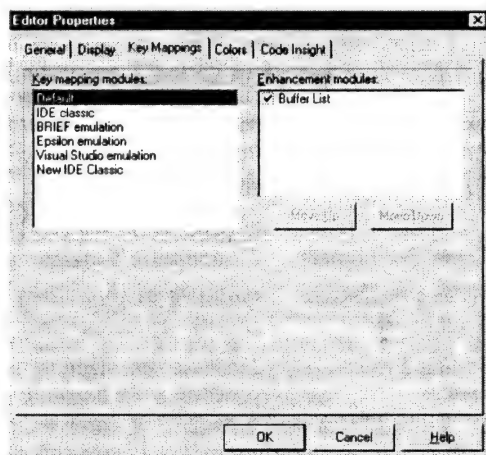 Editor Properties
General Display Key Mappings Colors Code Insight
Key mapping modules:
Default
IDE classic
BRIEF emulation
Epsilon emulation
Visual Studio emulation
New IDE Classic
Enhancement modules:
Buffer List
Move Up Move Down
OK Cancel Help